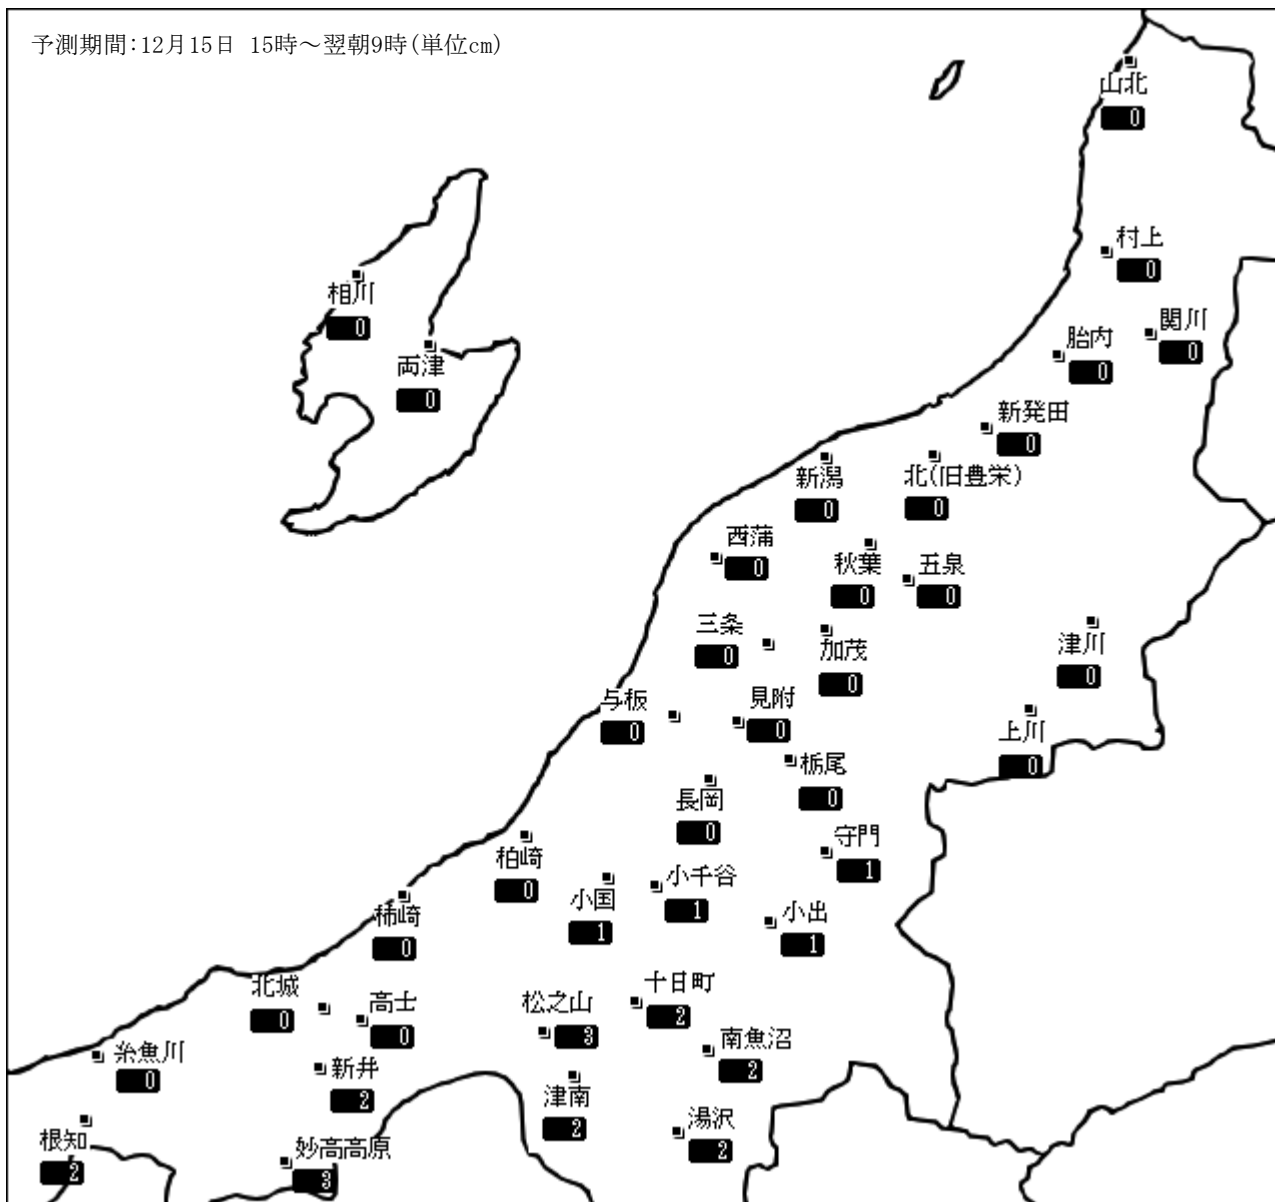 予測期間:12月15日 15時～翌朝9時(単位cm)
山北
0
村上
0
相川
0
関川
0
胎内
0
両津
0
新発田
0
新潟
0
北(旧豊栄)
0
西蒲
0
秋葉
0
五泉
0
三条
0
加茂
0
津川
0
与板
0
見附
0
上川
0
栃尾
0
長岡
0
守門
1
柏崎
0
小千谷
1
小国
1
小出
1
柿崎
0
北城
0
高士
0
松之山
3
十日町
2
南魚沼
2
糸魚川
0
新井
2
津南
2
湯沢
2
根知
2
妙高高原
3